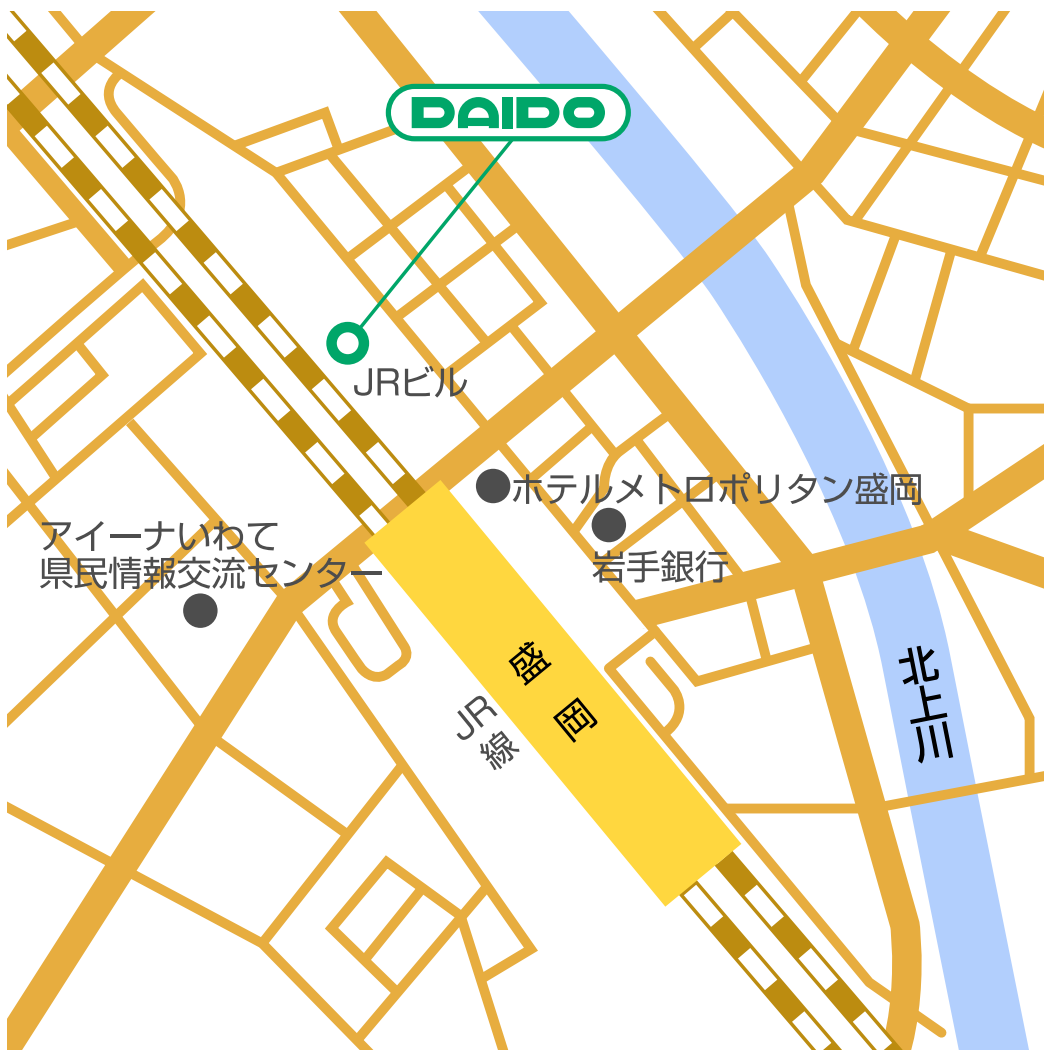 DAIDO
JRビル
ホテルメトロポリタン盛岡
岩手銀行
アイーナいわて
県民情報交流センター
盛岡
JR線
北上川